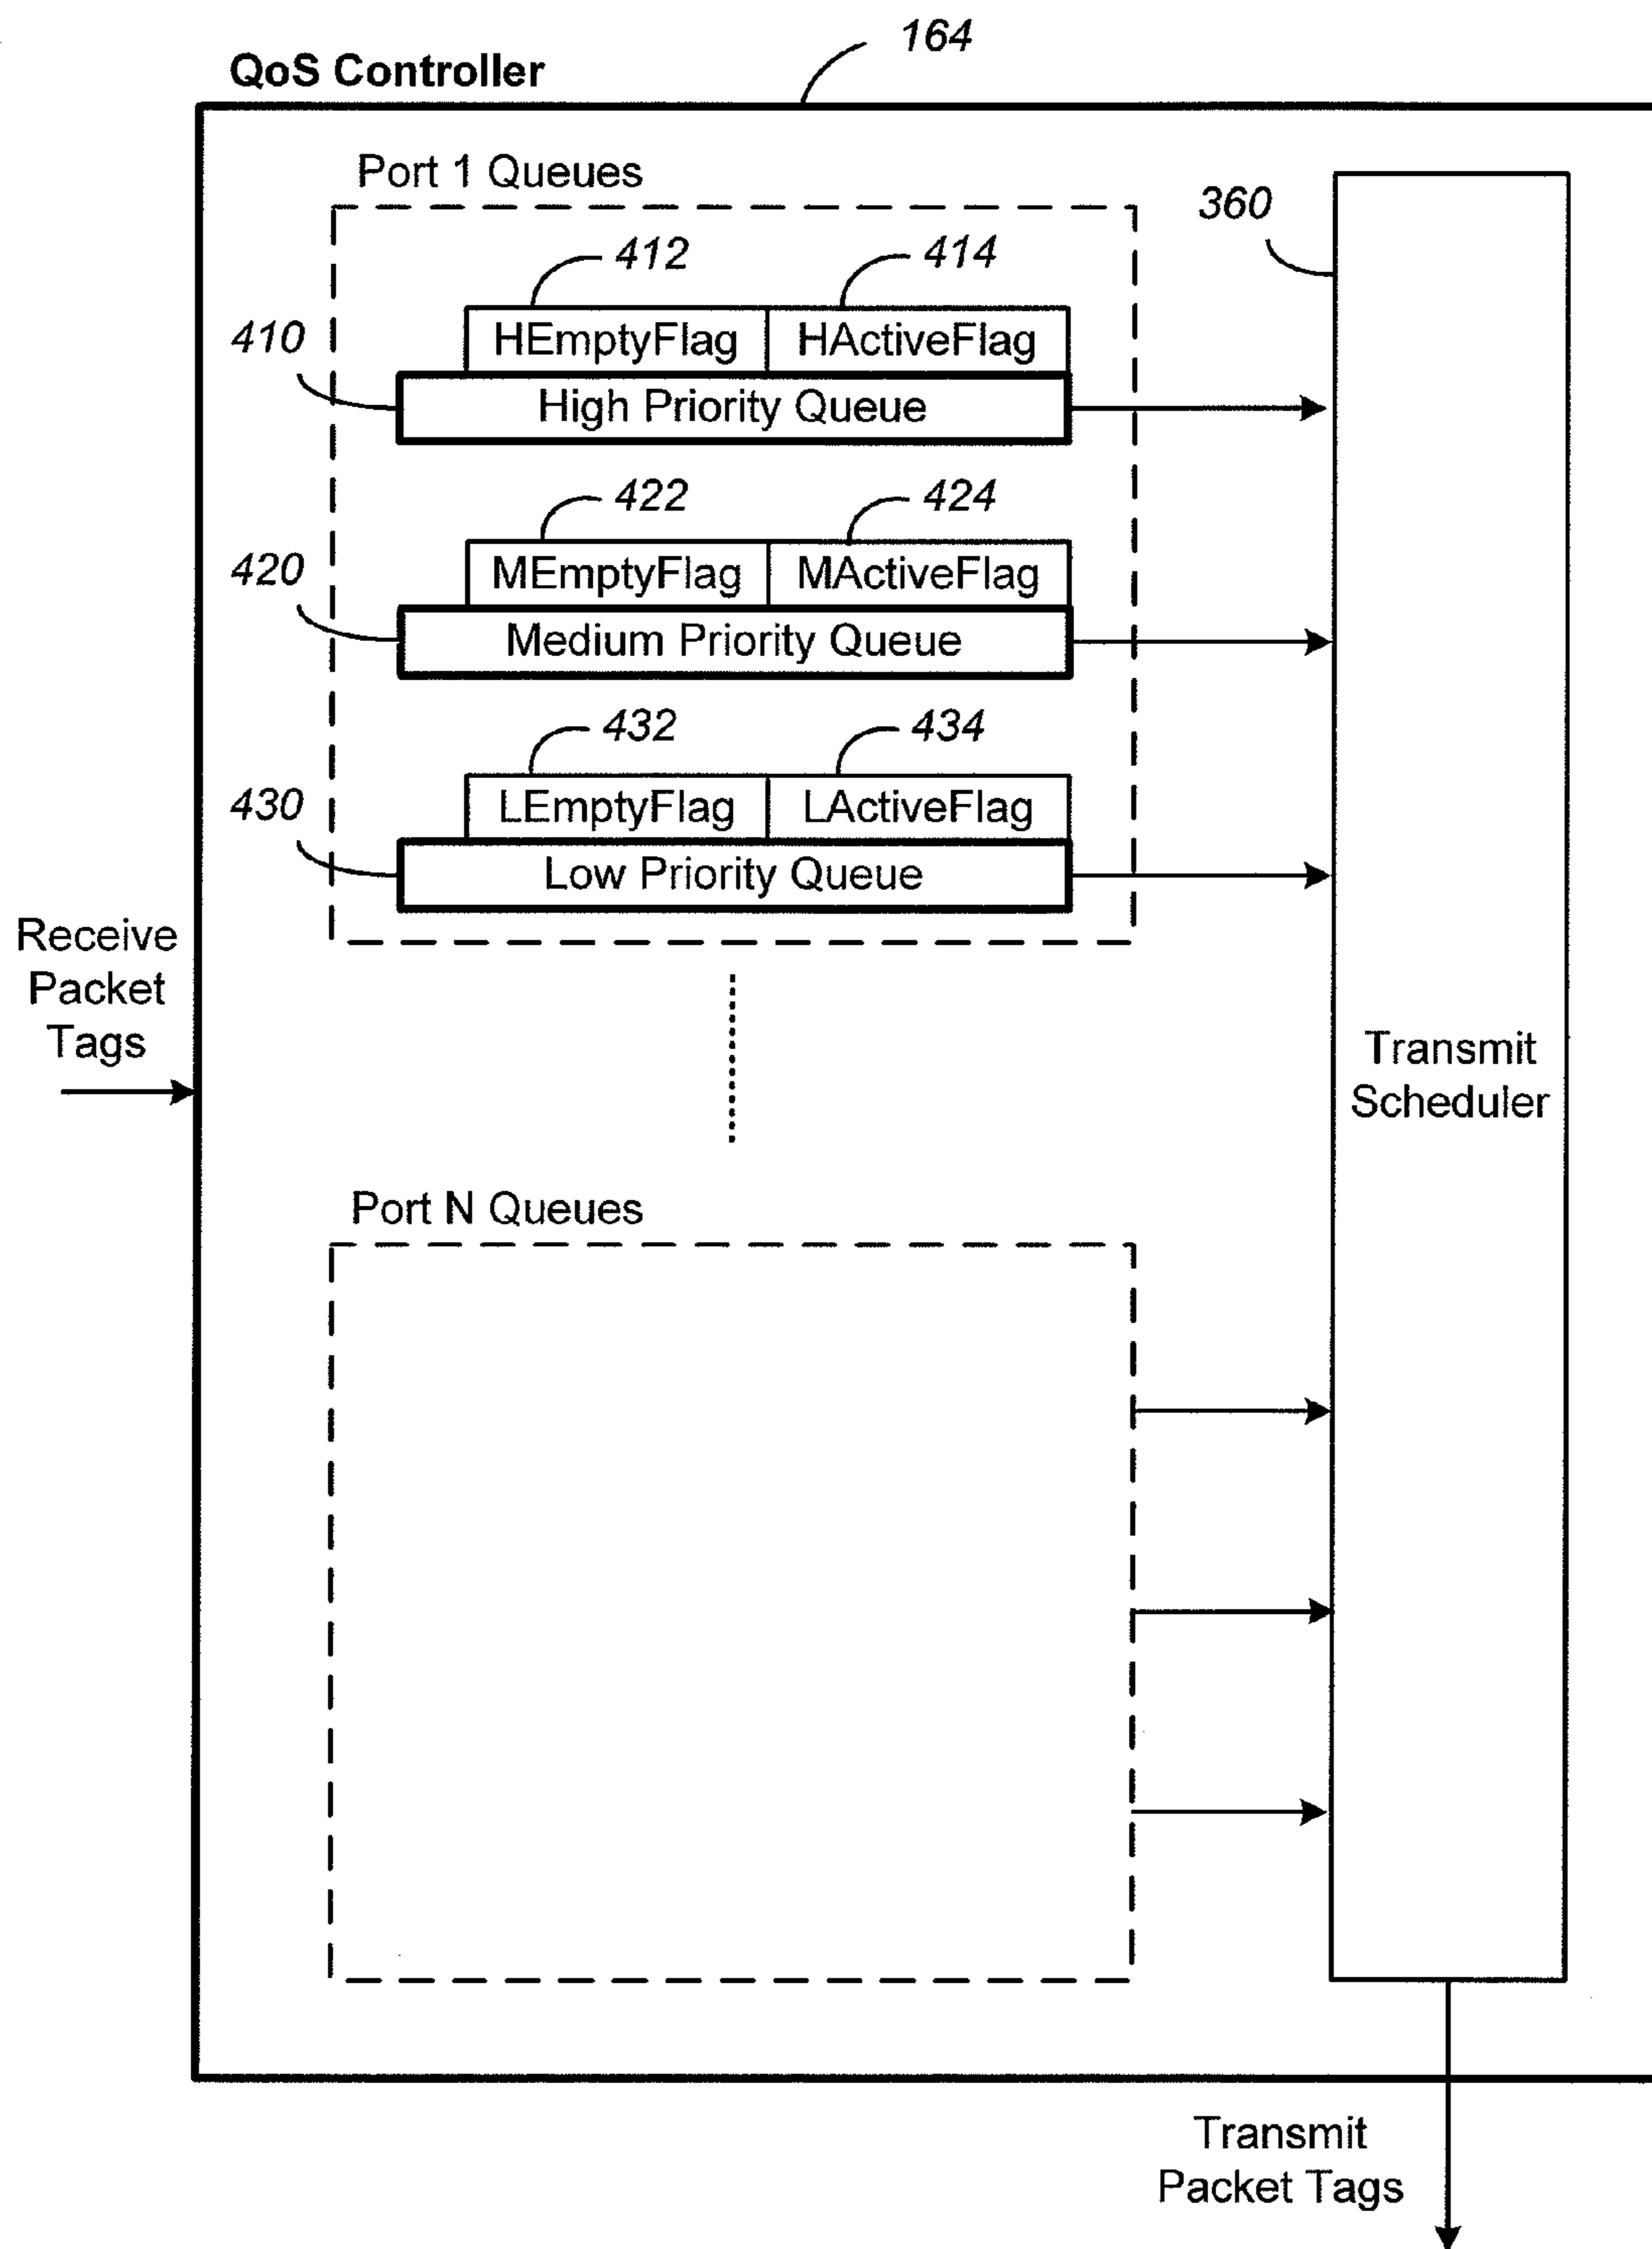 164
QoS Controller
Port 1 Queues
360
412
414
410
HEmptyFlag
HActiveFlag
High Priority Queue
422
424
420
MEmptyFlag
MActiveFlag
Medium Priority Queue
432
434
430
LEmptyFlag
LActiveFlag
Low Priority Queue
Receive
Packet
Tags
Transmit
Scheduler
Port N Queues
Transmit
Packet Tags